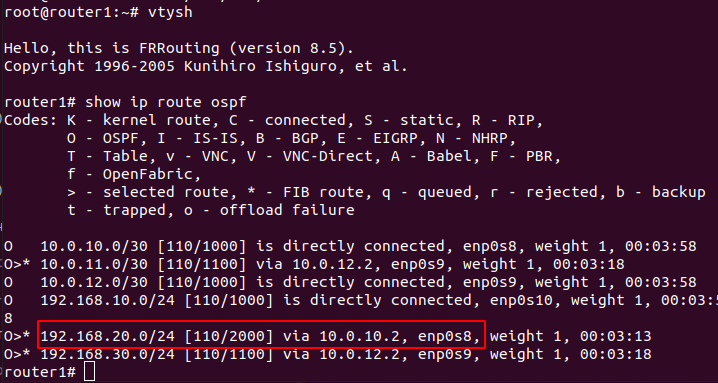 root@router1:~# vtysh
Hello, this is FRRouting (version 8.5).
Copyright 1996-2005 Kunihiro Ishiguro, et al.
router1# show ip route ospf
Codes: K - kernel route, C - connected, S - static, R - RIP,
O - OSPF, I - IS-IS, B - BGP, E - EIGRP, N - NHRP,
T - Table, v - VNC, V - VNC-Direct, A - Babel, F - PBR,
f - OpenFabric,
> - selected route, * - FIB route, q - queued, r - rejected, b - backup
t - trapped, o - offload failure
O   10.0.10.0/30 [110/1000] is directly connected, enp0s8, weight 1, 00:03:58
O>* 10.0.11.0/30 [110/1100] via 10.0.12.2, enp0s9, weight 1, 00:03:18
O   10.0.12.0/30 [110/1000] is directly connected, enp0s9, weight 1, 00:03:58
O   192.168.10.0/24 [110/1000] is directly connected, enp0s10, weight 1, 00:03:5
8
O>* 192.168.20.0/24 [110/2000] via 10.0.10.2, enp0s8, weight 1, 00:03:13
O>* 192.168.30.0/24 [110/1100] via 10.0.12.2, enp0s9, weight 1, 00:03:18
router1#